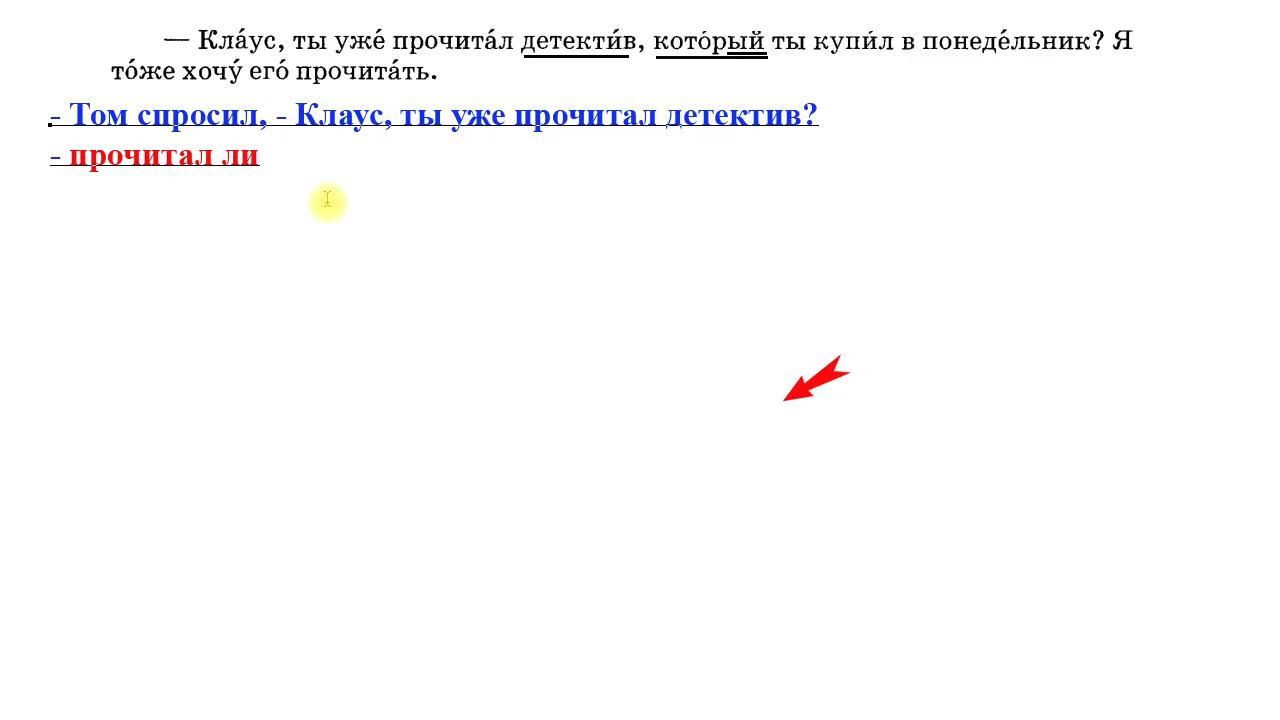 — Кла́ус, ты уже́ прочита́л детекти́в, кото́рый ты купи́л в понеде́льник? Я
то́же хочу́ его́ прочита́ть.
- Том спросил, - Клаус, ты уже прочитал детектив?
- прочитал ли